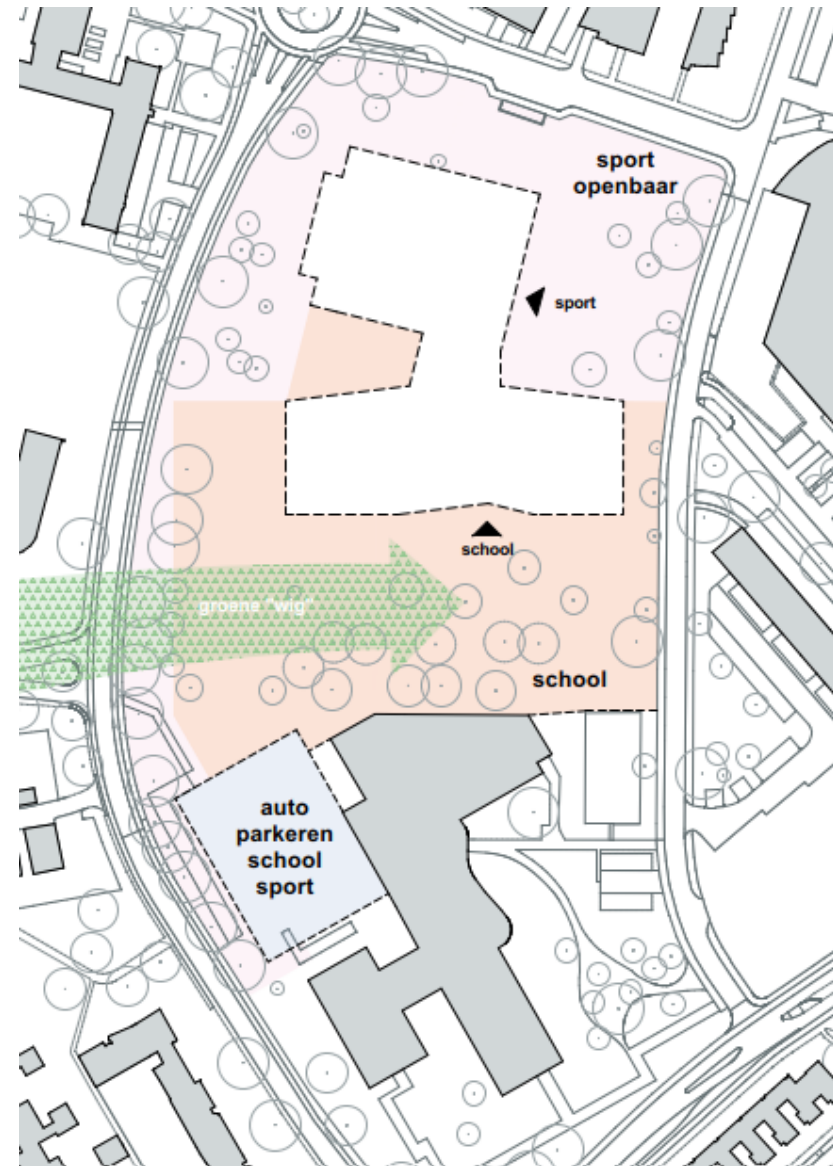 sport
openbaar
sport
school
groene "wig"
school
auto
parkeren
school
sport